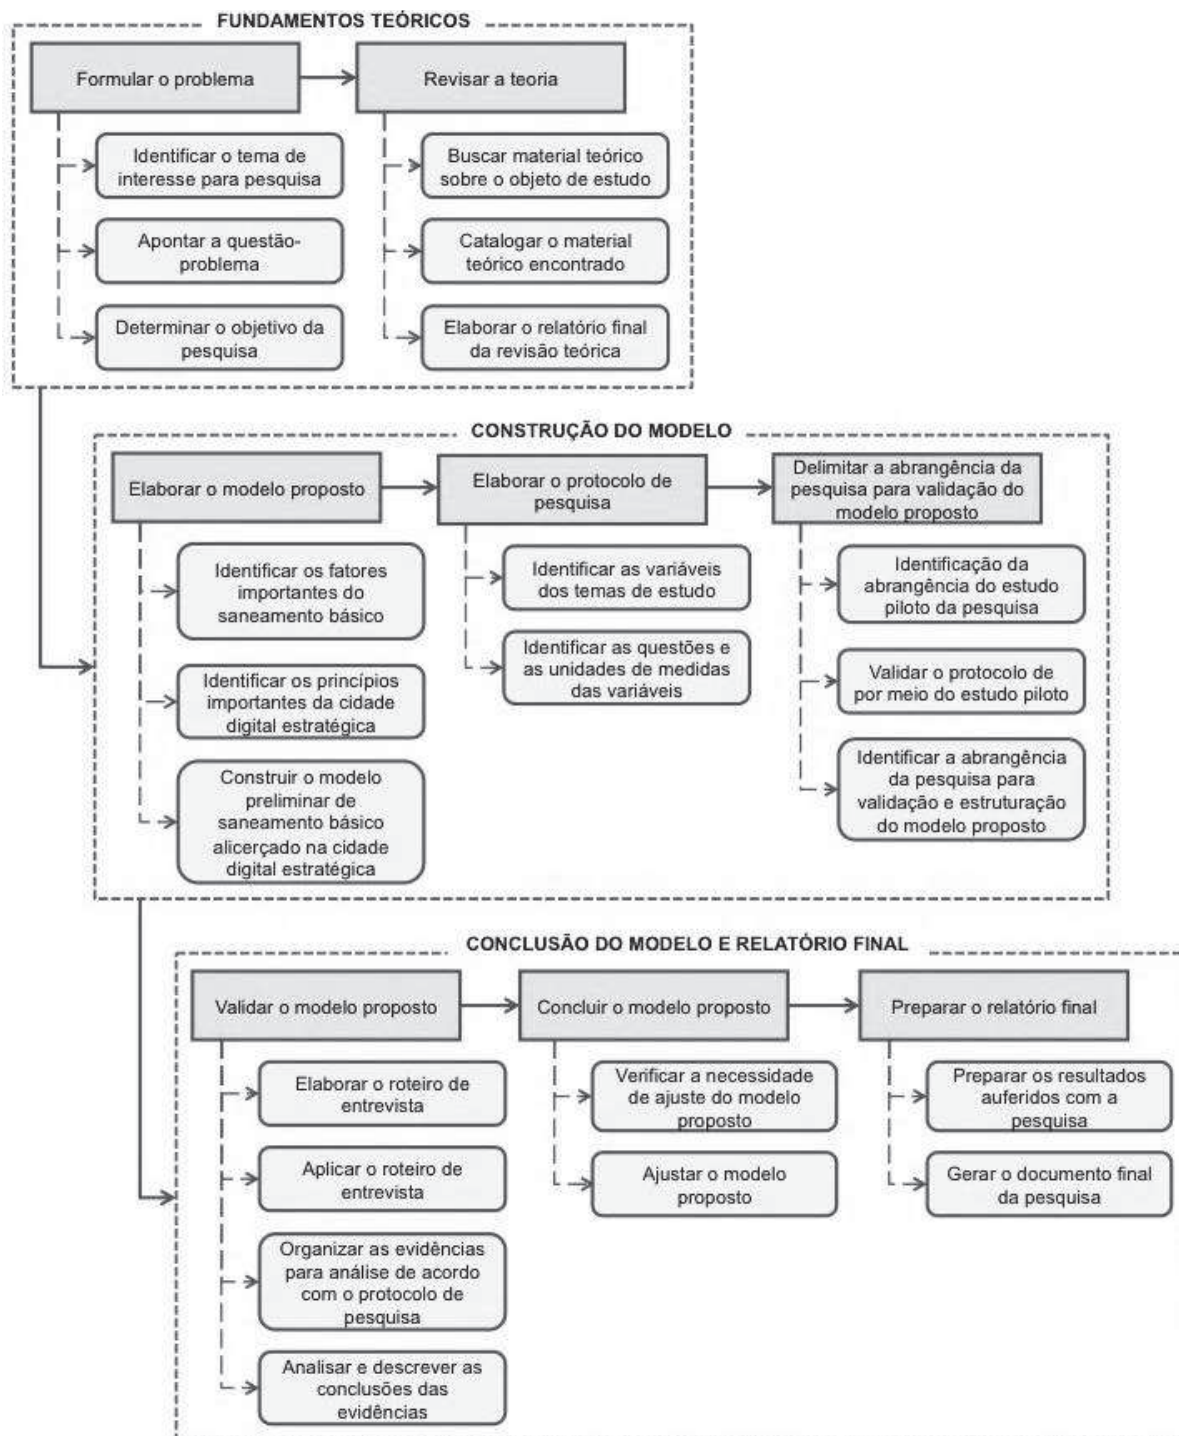 FUNDAMENTOS TEÓRICOS
Formular o problema
Identificar o tema de
interesse para pesquisa
Apontar a questão-
problema
Determinar o objetivo da
pesquisa
Revisar a teoria
Buscar material teórico
sobre o objeto de estudo
Catalogar o material
teórico encontrado
Elaborar o relatório final
da revisão teórica
CONSTRUÇÃO DO MODELO
Elaborar o modelo proposto
Identificar os fatores
importantes do
saneamento básico
Identificar os princípios
importantes da cidade
digital estratégica
Construir o modelo
preliminar de
saneamento básico
alicerçado na cidade
digital estratégica
Elaborar o protocolo de
pesquisa
Identificar as variáveis
dos temas de estudo
Identificar as questões e
as unidades de medidas
das variáveis
Delimitar a abrangência da
pesquisa para validação do
modelo proposto
Identificação da
abrangência do estudo
piloto da pesquisa
Validar o protocolo de
por meio do estudo piloto
Identificar a abrangência
da pesquisa para
validação e estruturação
do modelo proposto
CONCLUSÃO DO MODELO E RELATÓRIO FINAL
Validar o modelo proposto
Elaborar o roteiro de
entrevista
Aplicar o roteiro de
entrevista
Organizar as evidências
para análise de acordo
com o protocolo de
pesquisa
Analisar e descrever as
conclusões das
evidências
Concluir o modelo proposto
Verificar a necessidade
de ajuste do modelo
proposto
Ajustar o modelo
proposto
Preparar o relatório final
Preparar os resultados
auferidos com a
pesquisa
Gerar o documento final
da pesquisa